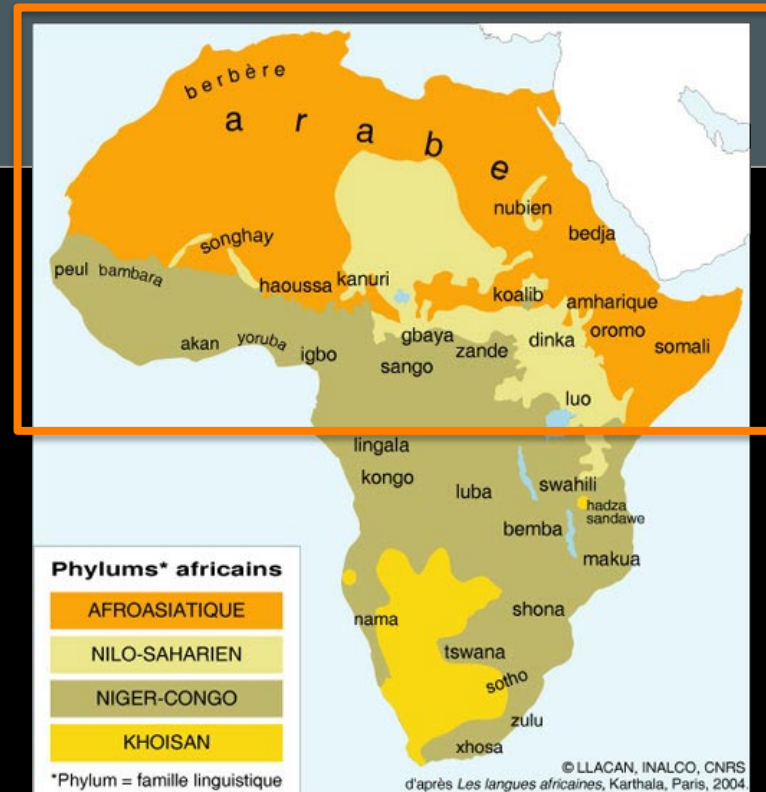 berbère
arabe
nubien
bedja
songhay
peul bambara
haoussa kanuri
koalib
amharique
oromo
somali
akan yoruba igbo
gbaya
zande
dinka
sango
luo
lingala
kongo
luba
swahili
hadza
sandawe
bemba
makua
nama
shona
tswana
sotho
zulu
xhosa
Phylums* africains
AFROASIATIQUE
NILO-SAHARIEN
NIGER-CONGO
KHOISAN
*Phylum = famille linguistique
© LLACAN, INALCO, CNRS
d'après Les langues africaines, Karthala, Paris, 2004.